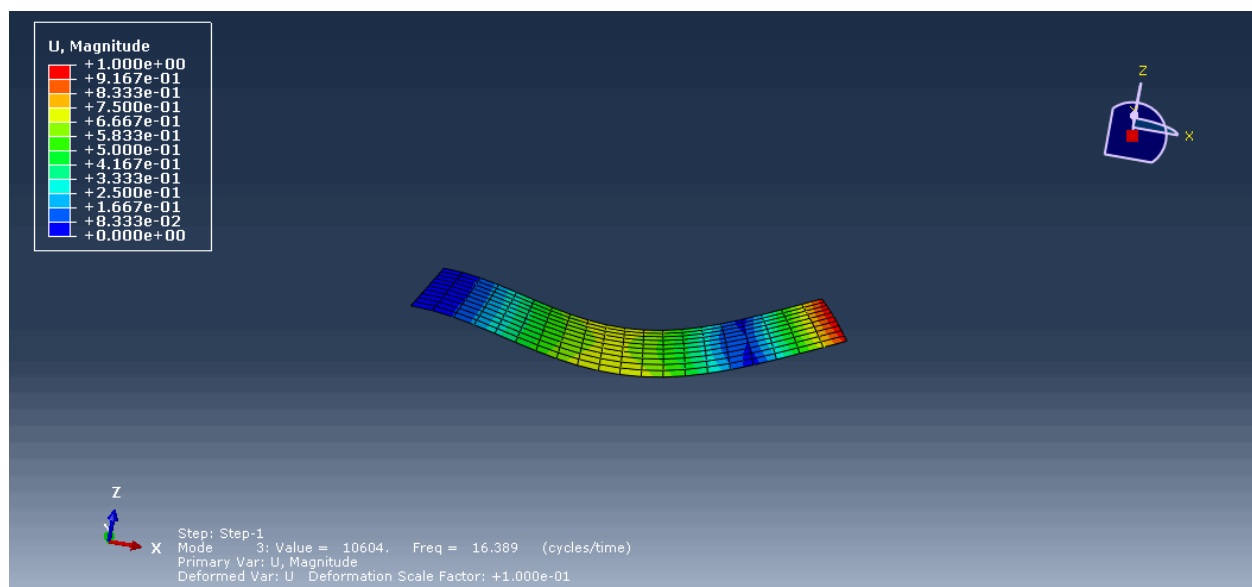 U, Magnitude
+1.000e+00
+9.167e-01
+8.333e-01
+7.500e-01
+6.667e-01
+5.833e-01
+5.000e-01
+4.167e-01
+3.333e-01
+2.500e-01
+1.667e-01
+8.333e-02
+0.000e+00
Z
X
Z
X
Step: Step-1
Mode 3: Value = 10604. Freq = 16.389 (cycles/time)
Primary Var: U, Magnitude
Deformed Var: U Deformation Scale Factor: +1.000e-01